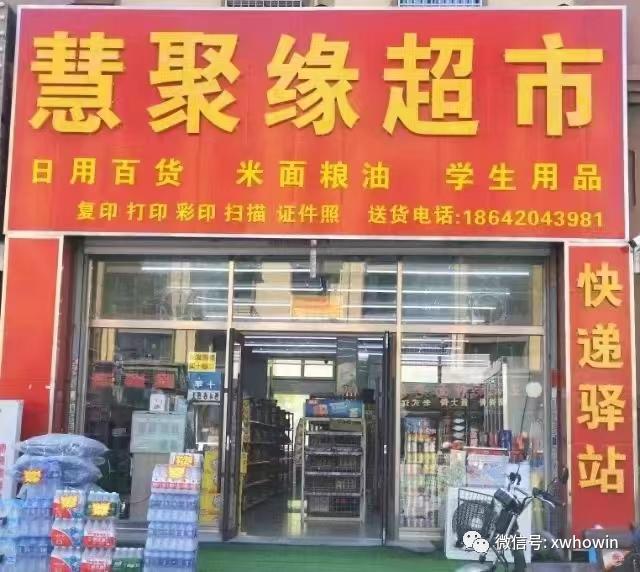 慧聚缘超市
日用百货 米面粮油 学生用品
复印 打印 彩印 扫描 证件照 送货电话:18642043981
快递驿站
微信号: xwhowin